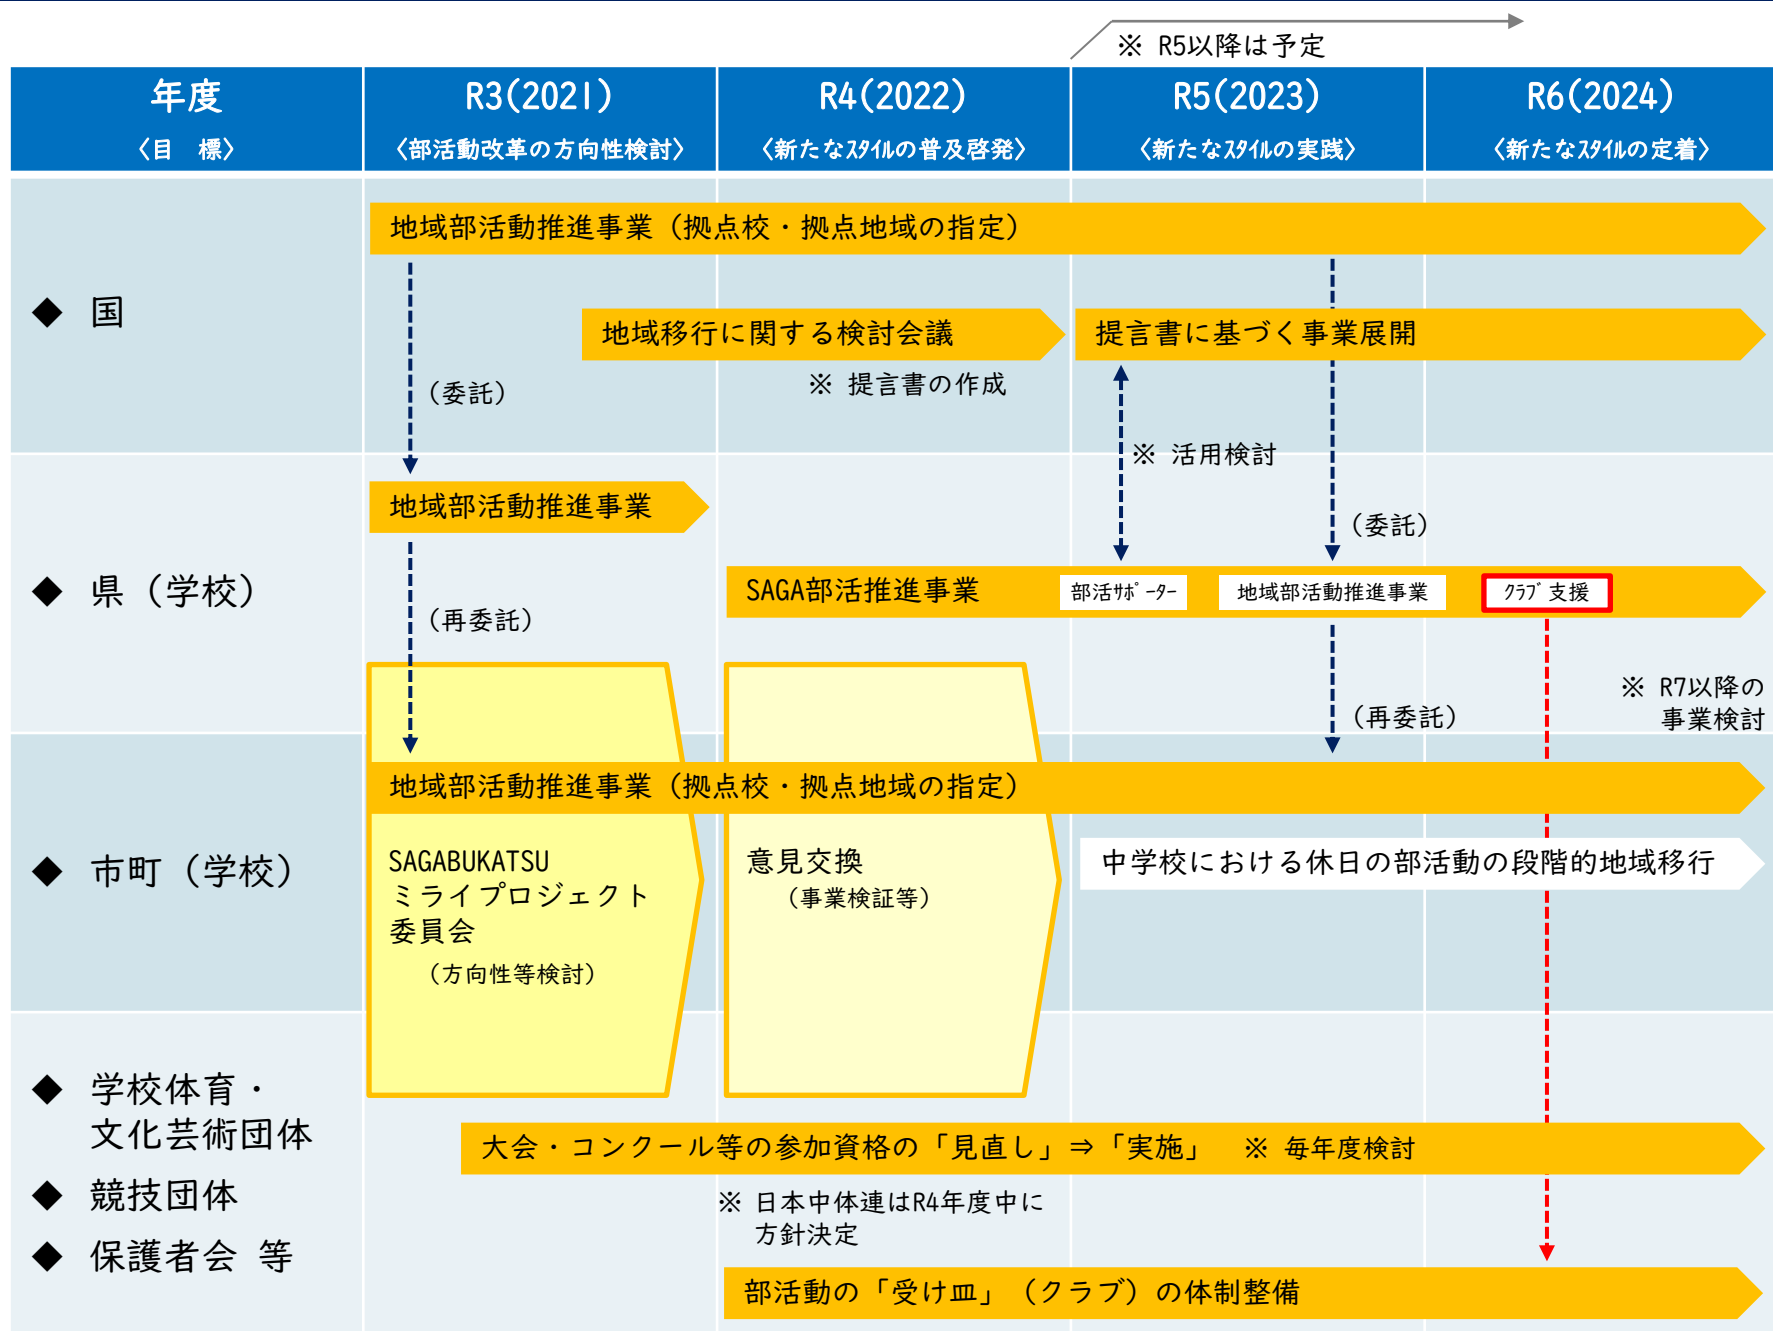 ※ R5以降は予定
年度
〈目 標〉
R3(2021)
〈部活動改革の方向性検討〉
R4(2022)
〈新たなｽﾀｲﾙの普及啓発〉
R5(2023)
〈新たなｽﾀｲﾙの実践〉
R6(2024)
〈新たなｽﾀｲﾙの定着〉
◆ 国
地域部活動推進事業（拠点校・拠点地域の指定）
地域移行に関する検討会議
提言書に基づく事業展開
※ 提言書の作成
（委託）
※ 活用検討
◆ 県（学校）
地域部活動推進事業
（委託）
SAGA部活推進事業
部活ｻﾎﾟｰﾀｰ
地域部活動推進事業
ｸﾗﾌﾞ支援
（再委託）
※ R7以降の
事業検討
（再委託）
◆ 市町（学校）
地域部活動推進事業（拠点校・拠点地域の指定）
SAGABUKATSU
ミライプロジェクト
委員会
（方向性等検討）
意見交換
（事業検証等）
中学校における休日の部活動の段階的地域移行
◆ 学校体育・
文化芸術団体
◆ 競技団体
◆ 保護者会 等
大会・コンクール等の参加資格の「見直し」⇒「実施」 ※ 毎年度検討
※ 日本中体連はR4年度中に
方針決定
部活動の「受け皿」（クラブ）の体制整備